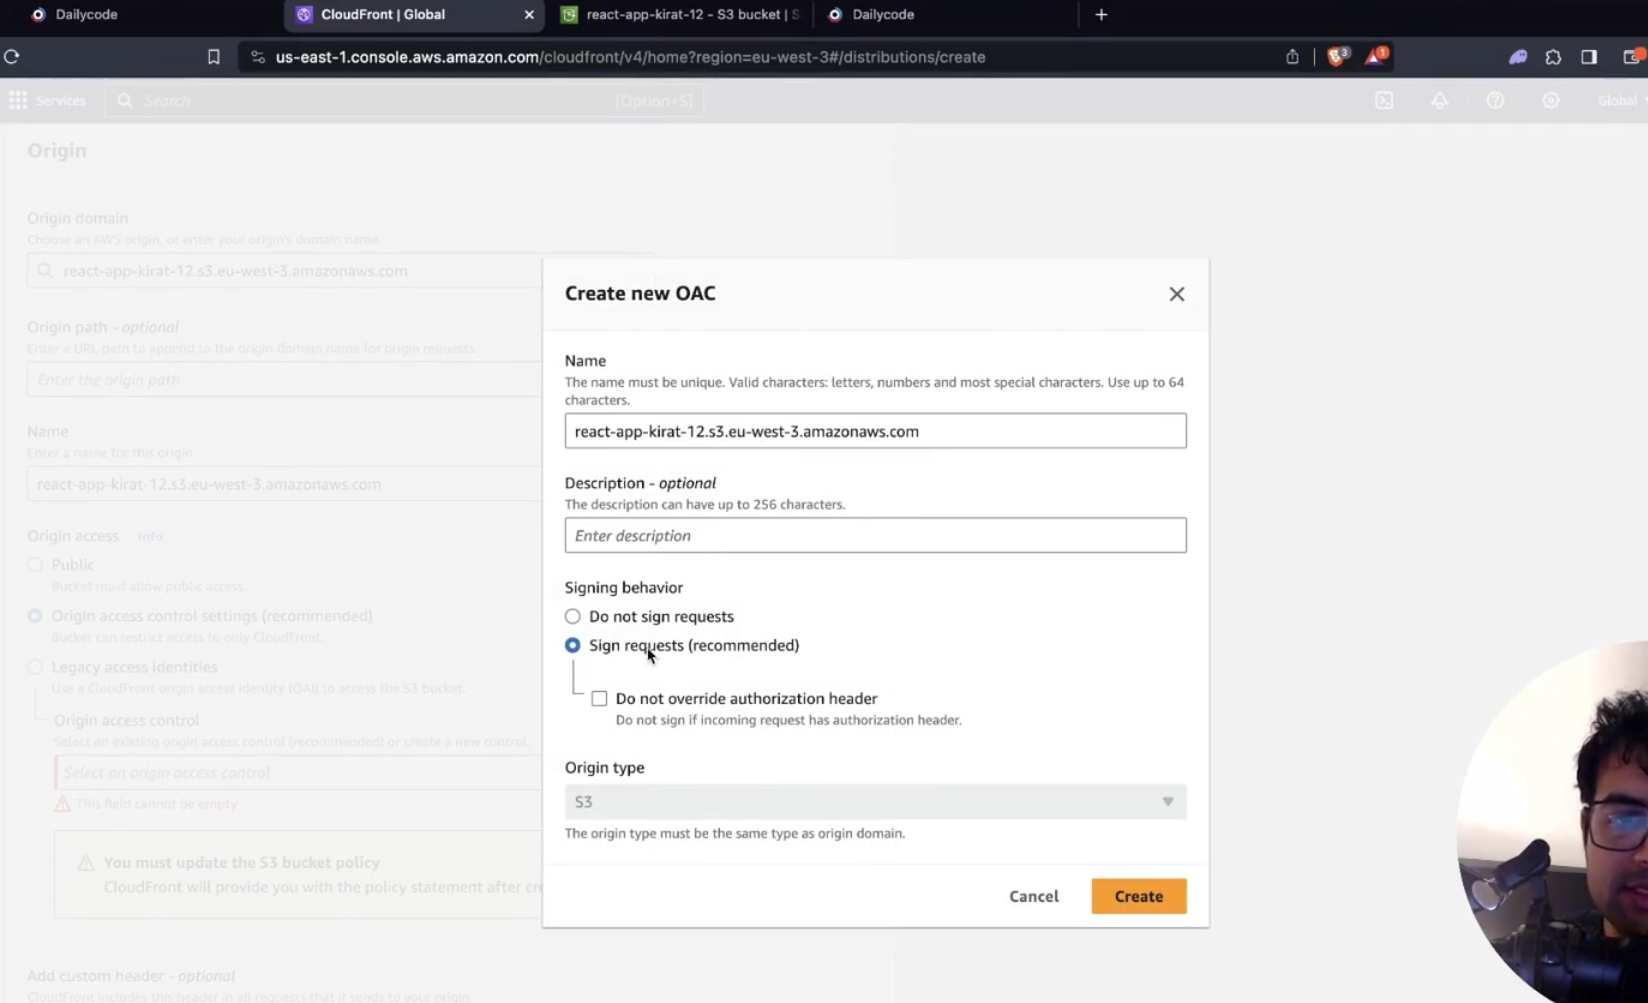 Dailycode
CloudFront | Global
react-app-kirat-12 - S3 bucket | S
Dailycode
us-east-1.console.aws.amazon.com/cloudfront/v4/home?region=eu-west-3#/distributions/create
3
1
Services
Search
[Option+S]
Global
Origin
Origin domain
Choose an AWS origin, or enter your origin's domain name.
react-app-kirat-12.s3.eu-west-3.amazonaws.com
Origin path - optional
Enter a URL path to append to the origin domain name for origin requests.
Enter the origin path
Name
Enter a name for this origin.
react-app-kirat-12.s3.eu-west-3.amazonaws.com
Origin access Info
Public
Bucket must allow public access.
Origin access control settings (recommended)
Bucket can restrict access to only CloudFront.
Legacy access identities
Use a CloudFront origin access identity (OAI) to access the S3 bucket.
Origin access control
Select an existing origin access control (recommended) or create a new control.
Select an origin access control
This field cannot be empty
You must update the S3 bucket policy
CloudFront will provide you with the policy statement after
Add custom header - optional
CloudFront includes this header in all requests that it sends to your origin.
Create new OAC
Name
The name must be unique. Valid characters: letters, numbers and most special characters. Use up to 64
characters.
react-app-kirat-12.s3.eu-west-3.amazonaws.com
Description - optional
The description can have up to 256 characters.
Enter description
Signing behavior
Do not sign requests
Sign requests (recommended)
Do not override authorization header
Do not sign if incoming request has authorization header.
Origin type
S3
The origin type must be the same type as origin domain.
Cancel
Create